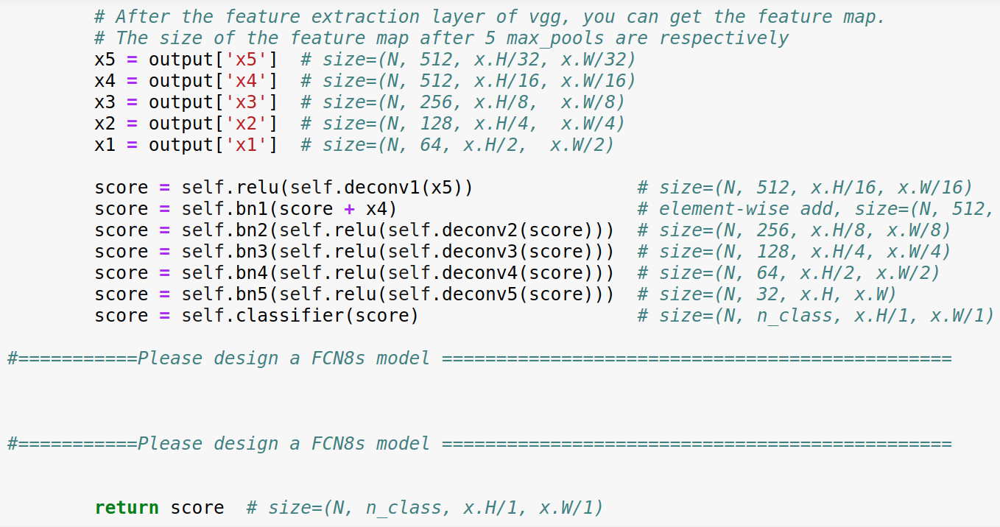 # After the feature extraction layer of vgg, you can get the feature map.
# The size of the feature map after 5 max_pools are respectively
x5 = output['x5']  # size=(N, 512, x.H/32, x.W/32)
x4 = output['x4']  # size=(N, 512, x.H/16, x.W/16)
x3 = output['x3']  # size=(N, 256, x.H/8,  x.W/8)
x2 = output['x2']  # size=(N, 128, x.H/4,  x.W/4)
x1 = output['x1']  # size=(N, 64, x.H/2,  x.W/2)
score = self.relu(self.deconv1(x5))               # size=(N, 512, x.H/16, x.W/16)
score = self.bn1(score + x4)                      # element-wise add, size=(N, 512,
score = self.bn2(self.relu(self.deconv2(score)))  # size=(N, 256, x.H/8, x.W/8)
score = self.bn3(self.relu(self.deconv3(score)))  # size=(N, 128, x.H/4, x.W/4)
score = self.bn4(self.relu(self.deconv4(score)))  # size=(N, 64, x.H/2, x.W/2)
score = self.bn5(self.relu(self.deconv5(score)))  # size=(N, 32, x.H, x.W)
score = self.classifier(score)                    # size=(N, n_class, x.H/1, x.W/1)
#===========Please design a FCN8s model ===============================================
#===========Please design a FCN8s model ===============================================
return score  # size=(N, n_class, x.H/1, x.W/1)